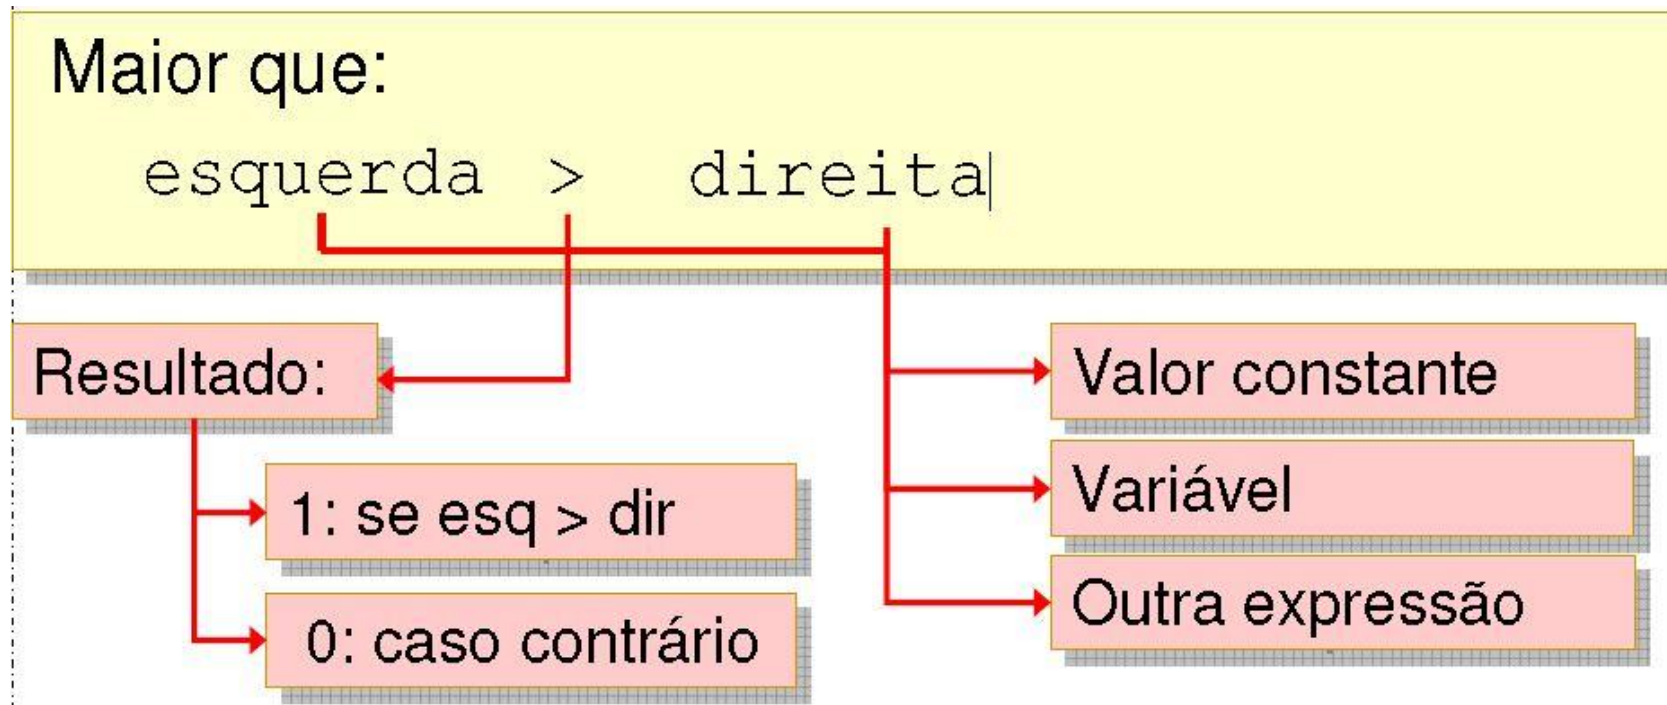 Maior que:
esquerda > direita
Resultado:
1: se esq > dir
0: caso contrário
Valor constante
Variável
Outra expressão